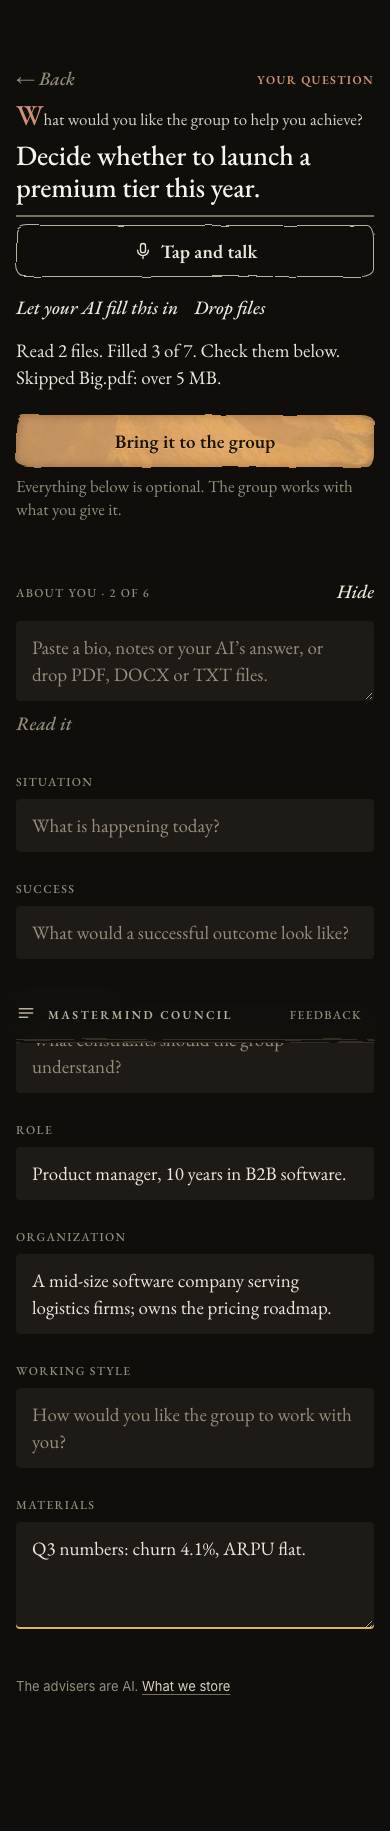 ← Back
YOUR QUESTION
What would you like the group to help you achieve?
Decide whether to launch a
premium tier this year.
Tap and talk
Let your AI fill this in Drop files
Read 2 files. Filled 3 of 7. Check them below.
Skipped Big.pdf: over 5 MB.
Bring it to the group
Everything below is optional. The group works with
what you give it.
ABOUT YOU · 2 OF 6
Hide
Paste a bio, notes or your AI’s answer, or
drop PDF, DOCX or TXT files.
Read it
SITUATION
What is happening today?
SUCCESS
What would a successful outcome look like?
MASTERMIND COUNCIL
FEEDBACK
What constraints should the group
understand?
ROLE
Product manager, 10 years in B2B software.
ORGANIZATION
A mid-size software company serving
logistics firms; owns the pricing roadmap.
WORKING STYLE
How would you like the group to work with
you?
MATERIALS
Q3 numbers: churn 4.1%, ARPU flat.
The advisers are AI. What we store